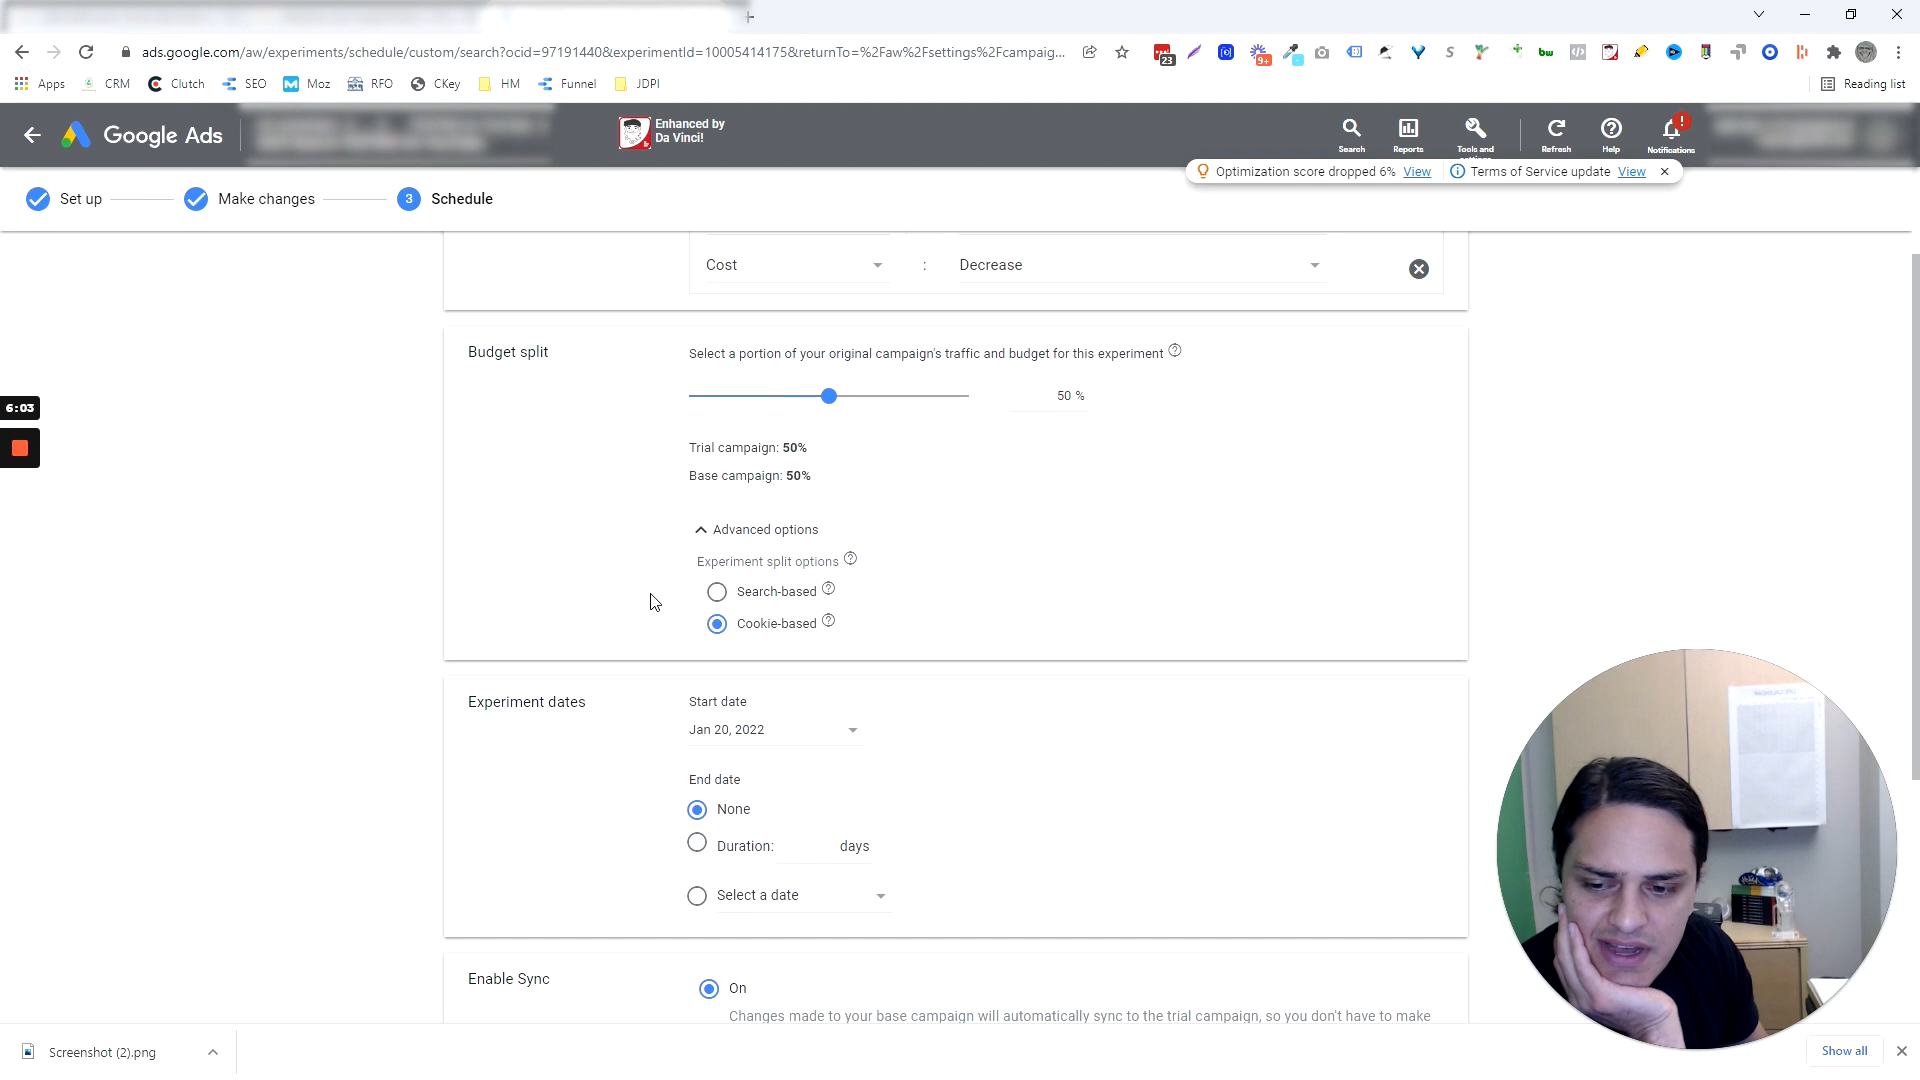 ads.google.com/aw/experiments/schedule/custom/search?ocid=97191440&experimentId=10005414175&returnTo=%2Faw%2Fsettings%2Fcampaig...
23
9+
bw
Apps
CRM
Clutch
SEO
Moz
RFO
CKey
HM
Funnel
JDPI
Reading list
Google Ads
Enhanced by
Da Vinci!
Search
Reports
Tools and
Refresh
Help
Notifications
Optimization score dropped 6% View
Terms of Service update View
Set up
Make changes
3 Schedule
Cost : Decrease
Budget split
Select a portion of your original campaign's traffic and budget for this experiment
50 %
Trial campaign: 50%
Base campaign: 50%
Advanced options
Experiment split options
Search-based
Cookie-based
6:03
Experiment dates
Start date
Jan 20, 2022
End date
None
Duration: days
Select a date
Enable Sync
On
Changes made to your base campaign will automatically sync to the trial campaign, so you don't have to make
Screenshot (2).png
Show all